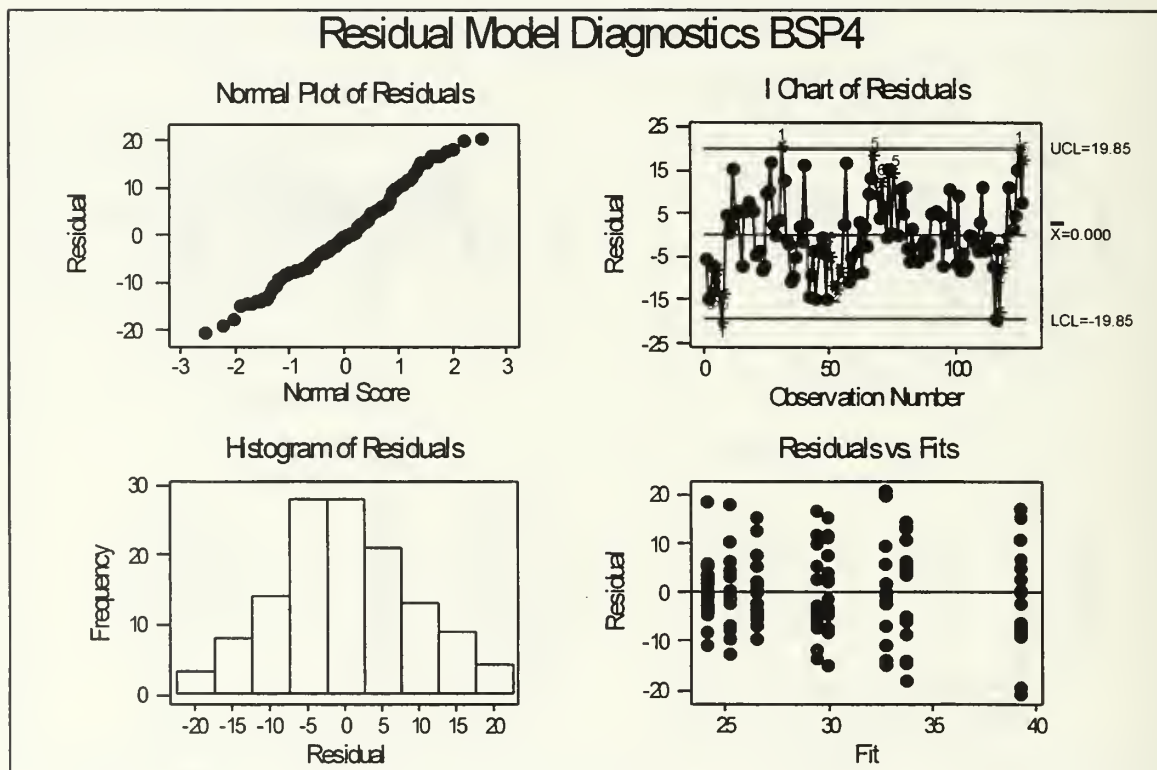 Residual Model Diagnostics BSP4
Normal Plot of Residuals
20
10
0
-10
-20
Residual
-3 -2 -1 0 1 2 3
Normal Score
I Chart of Residuals
25
15
5
-5
-15
-25
Residual
1
5
5
6
1
UCL=19.85
X=0.000
LCL=-19.85
0 50 100
Observation Number
Histogram of Residuals
30
20
10
0
Frequency
-20 -15 -10 -5 0 5 10 15 20
Residual
Residuals vs. Fits
20
10
0
-10
-20
Residual
25 30 35 40
Fit